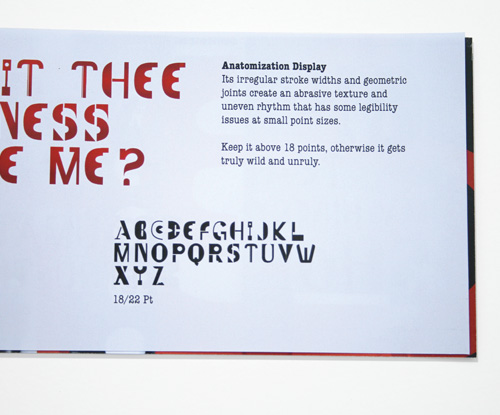 IT THEE
NESS
E ME?
Anatomization Display
Its irregular stroke widths and geometric
joints create an abrasive texture and
uneven rhythm that has some legibility
issues at small point sizes.
Keep it above 18 points, otherwise it gets
truly wild and unruly.
ABCDEFGHIJKL
MNOPQRSTUVW
XYZ
18/22 Pt